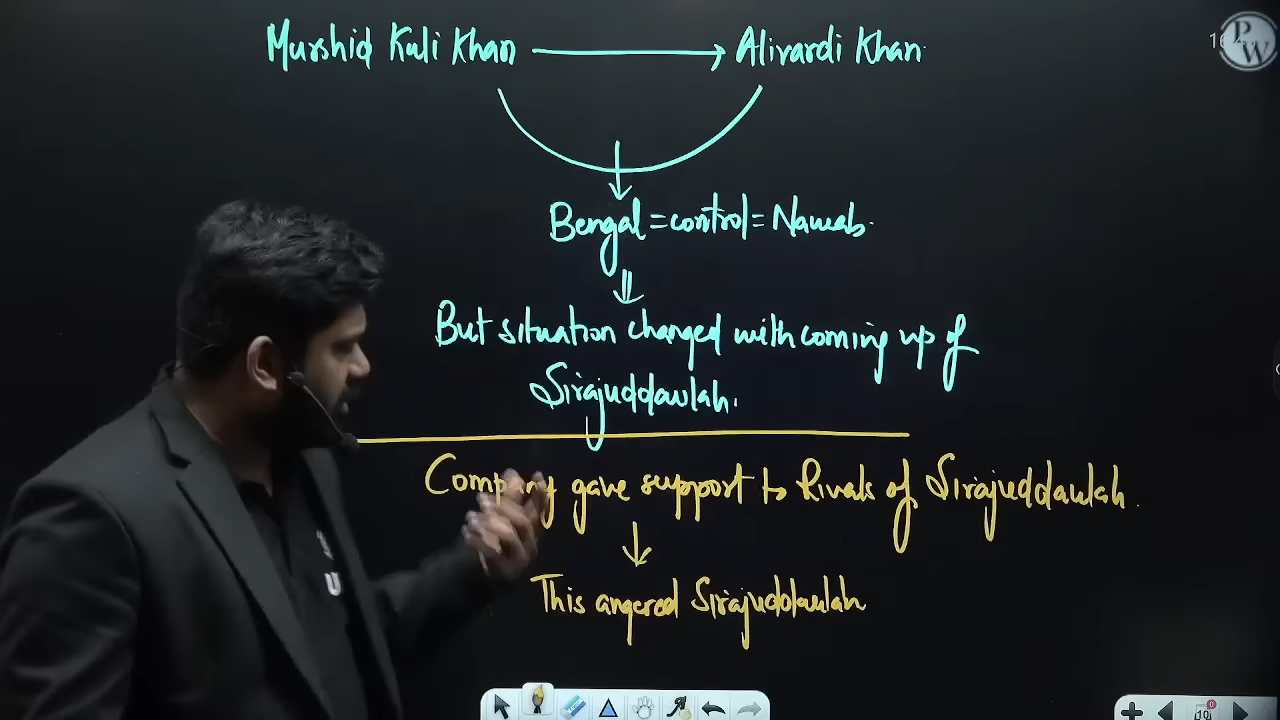 Murshid Kuli Khan → Alivardi Khan
Bengal = control = Nawab.
But situation changed with coming up of
Sirajuddaulah.
Company gave support to Rivals of Sirajuddaulah.
This angered Sirajuddaulah
PW